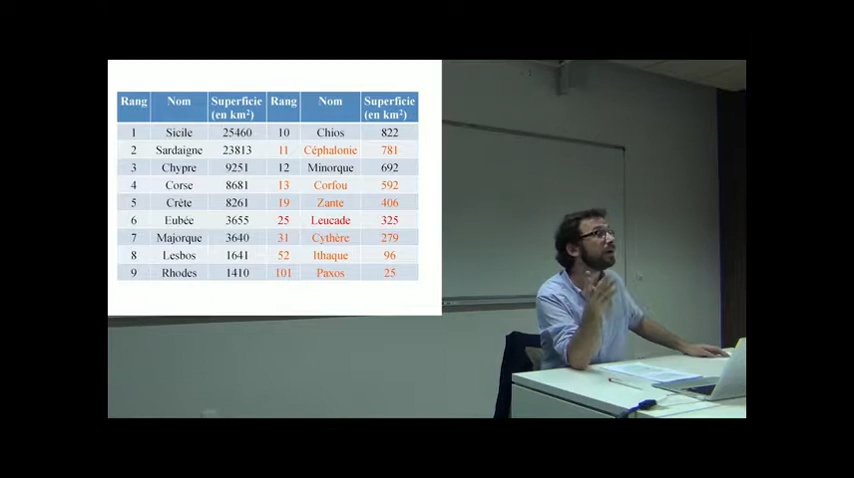 Rang Nom Superficie (en km²) Rang Nom Superficie (en km²)
1 Sicile 25460 10 Chios 822
2 Sardaigne 23813 11 Céphalonie 781
3 Chypre 9251 12 Minorque 692
4 Corse 8681 13 Corfou 592
5 Crète 8261 19 Zante 406
6 Eubée 3655 25 Leucade 325
7 Majorque 3640 31 Cythère 279
8 Lesbos 1641 52 Ithaque 96
9 Rhodes 1410 101 Paxos 25